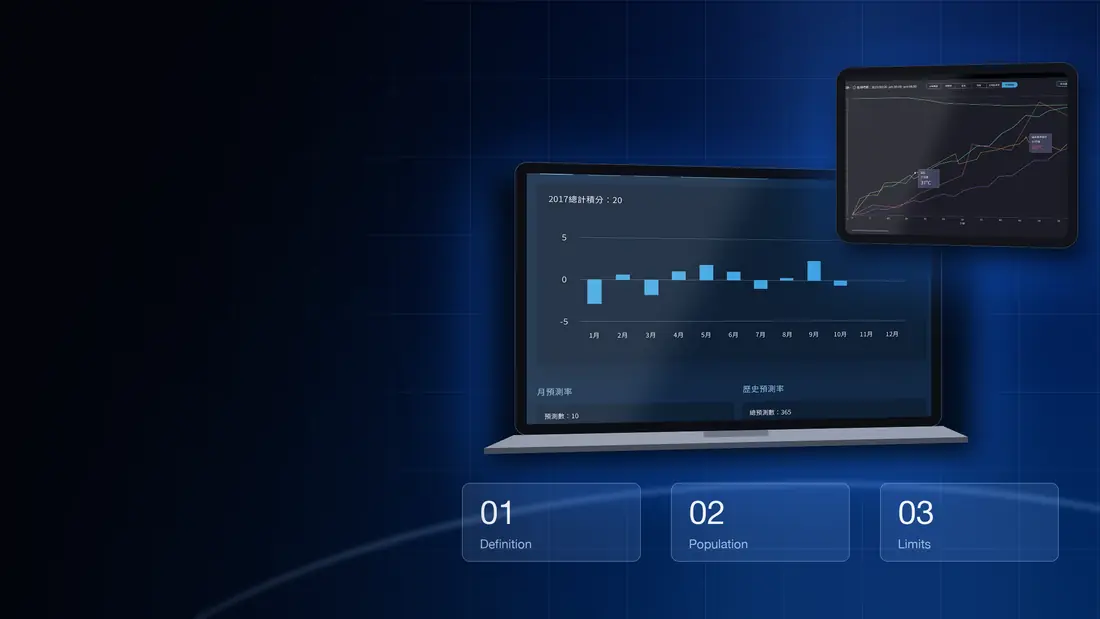 2017總計積分：20
5
0
-5
1月 2月 3月 4月 5月 6月 7月 8月 9月 10月 11月 12月
月預測率
歷史預測率
預測數：10
總預測數：365
37°C
01
Definition
02
Population
03
Limits